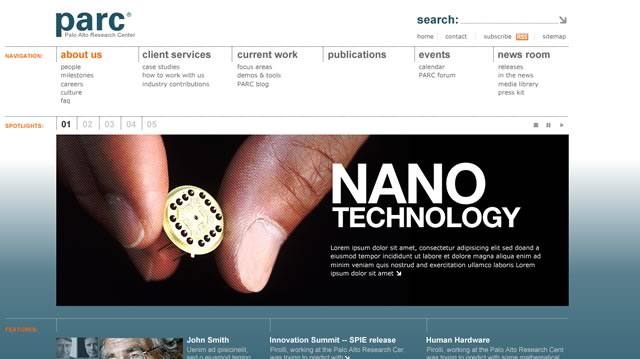 parc®
Palo Alto Research Center
search:
home contact subscribe RSS sitemap
NAVIGATION:
about us client services current work publications events news room
people case studies focus areas calendar releases
milestones how to work with us demos & tools PARC forum in the news
careers industry contributions PARC blog media library
culture press kit
faq
SPOTLIGHTS: 01 02 03 04 05
NANO
TECHNOLOGY
Lorem ipsum dolor sit amet, consectetur adipisicing elit sed doand a
eiusmod tempor incididunt ut labore et dolore magna aliqua enim ad
minim veniam quis nostrud and exercitation ullamco laboris Lorem
ipsum dolor sit amet
FEATURES:
John Smith Innovation Summit -- SPIE release Human Hardware
Uenim ad ipiscinelit, Pirolli, working at the Palo Alto Research Cer Pirolli, working at the Palo Alto Research Cent
sed o eiusmod tempo was trying to predict with was trying to predict with some mathematical